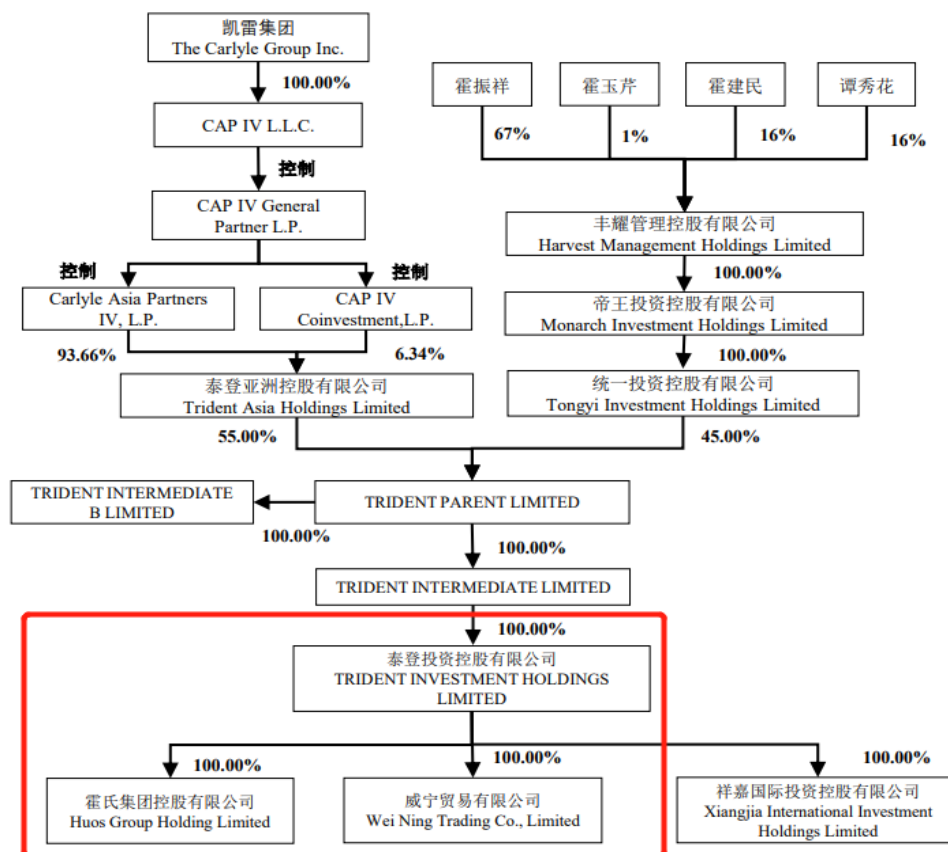 凯雷集团
The Carlyle Group Inc.
100.00%
CAP IV L.L.C.
控制
CAP IV General
Partner L.P.
控制
控制
Carlyle Asia Partners
IV, L.P.
CAP IV
Coinvestment,L.P.
93.66%
6.34%
泰登亚洲控股有限公司
Trident Asia Holdings Limited
55.00%
霍振祥
霍玉芹
霍建民
谭秀花
67%
1%
16%
16%
丰耀管理控股有限公司
Harvest Management Holdings Limited
100.00%
帝王投资控股有限公司
Monarch Investment Holdings Limited
100.00%
统一投资控股有限公司
Tongyi Investment Holdings Limited
45.00%
TRIDENT INTERMEDIATE
B LIMITED
TRIDENT PARENT LIMITED
100.00%
100.00%
TRIDENT INTERMEDIATE LIMITED
100.00%
泰登投资控股有限公司
TRIDENT INVESTMENT HOLDINGS
LIMITED
100.00%
100.00%
100.00%
霍氏集团控股有限公司
Huos Group Holding Limited
威宁贸易有限公司
Wei Ning Trading Co., Limited
祥嘉国际投资控股有限公司
Xiangjia International Investment
Holdings Limited